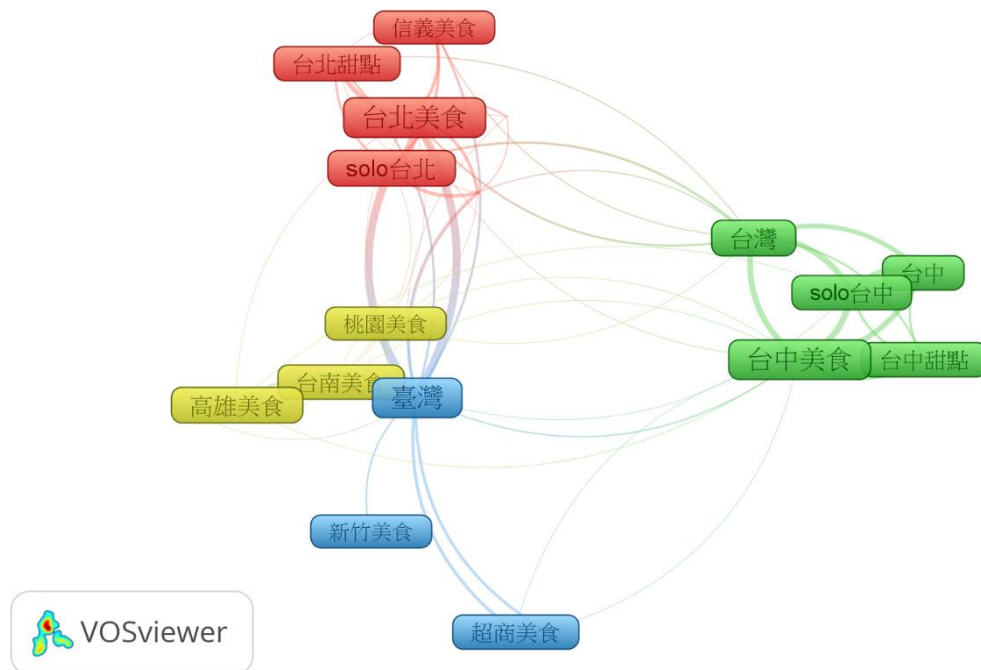 信義美食
台北甜點
台北美食
solo台北
台灣
台中
solo台中
桃園美食
台中美食
台中甜點
台南美食
臺灣
高雄美食
新竹美食
超商美食
VOSviewer